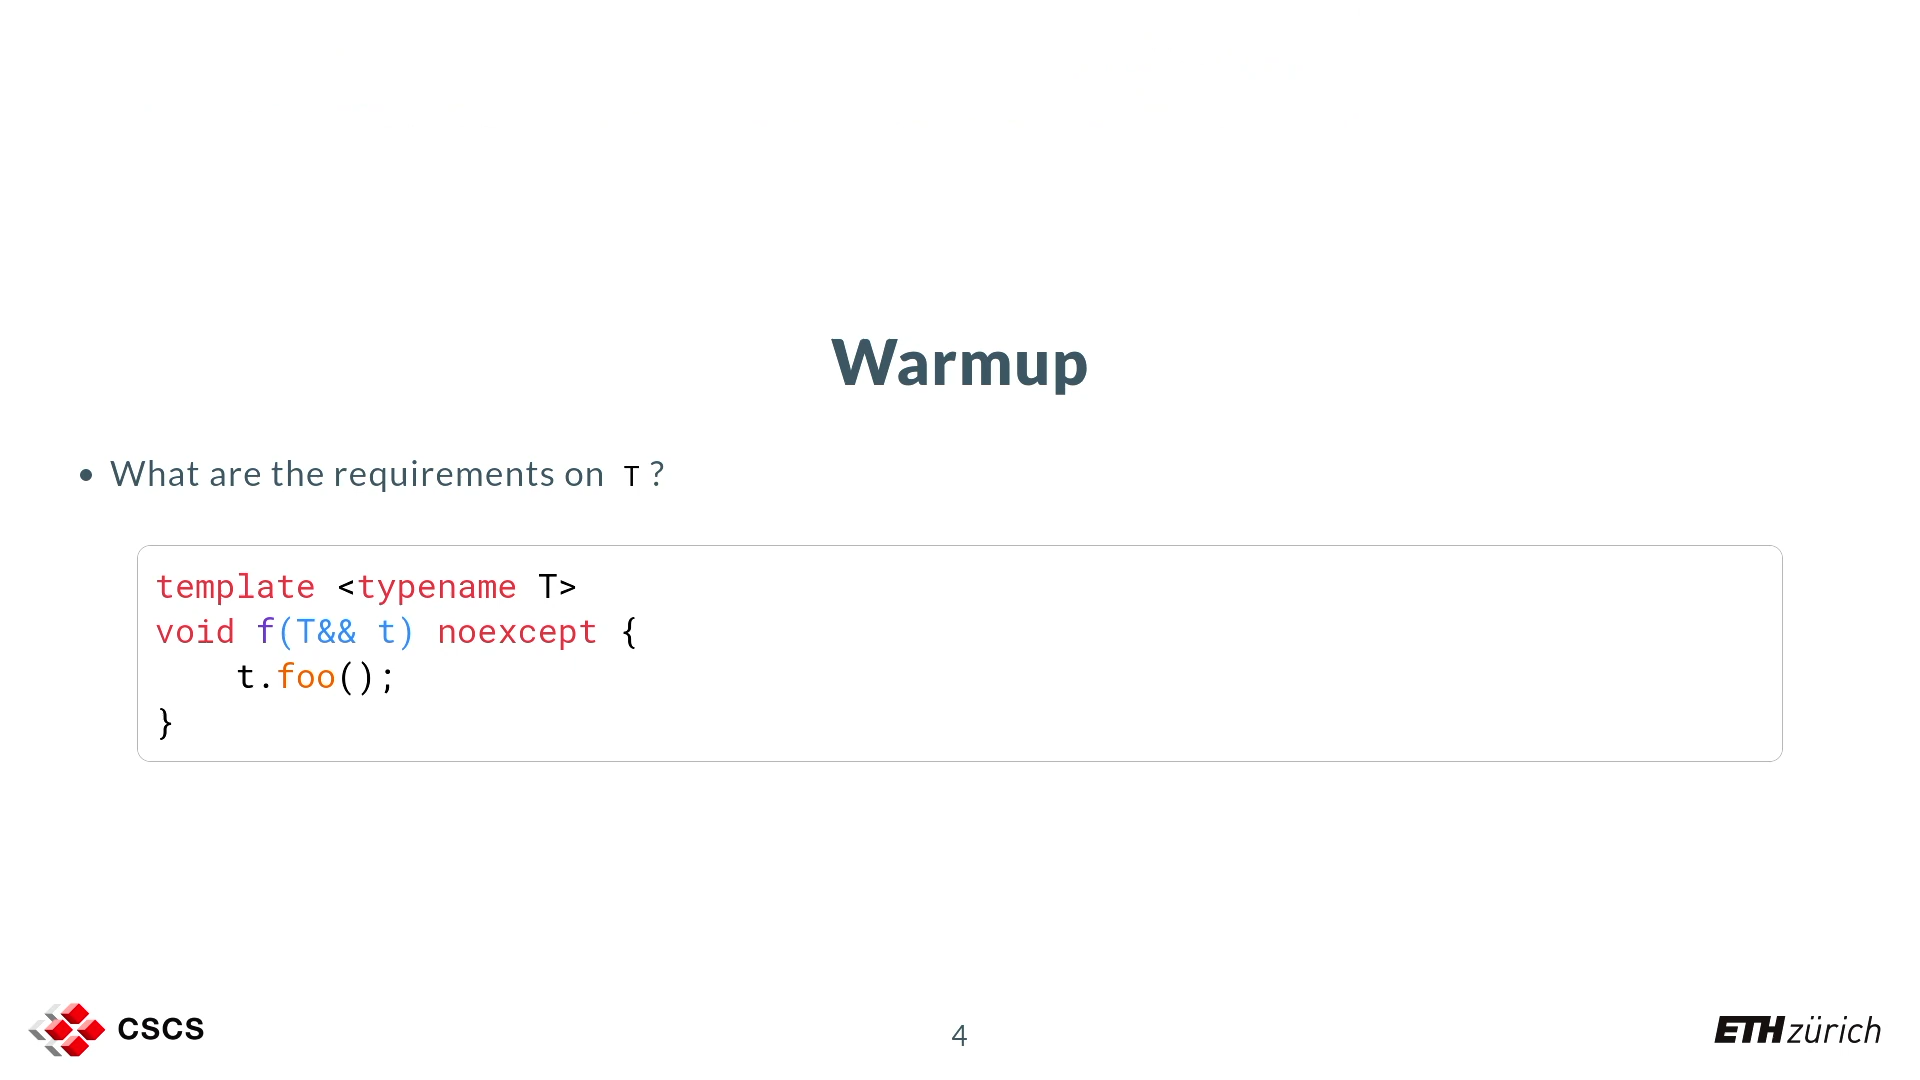 Warmup
• What are the requirements on T?
template <typename T>
void f(T&& t) noexcept {
    t.foo();
}
CSCS
4
ETH zürich